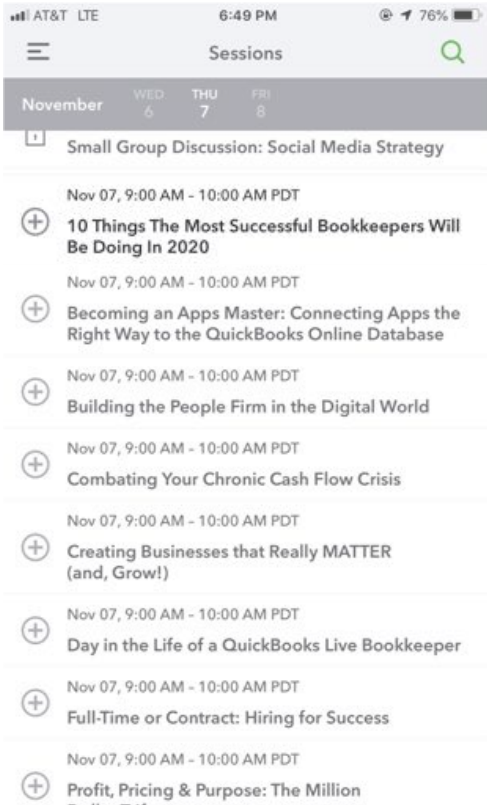 AT&T LTE 6:49 PM 76%
Sessions
November WED 6 THU 7 FRI 8
Small Group Discussion: Social Media Strategy
Nov 07, 9:00 AM - 10:00 AM PDT
10 Things The Most Successful Bookkeepers Will
Be Doing In 2020
Nov 07, 9:00 AM - 10:00 AM PDT
Becoming an Apps Master: Connecting Apps the
Right Way to the QuickBooks Online Database
Nov 07, 9:00 AM - 10:00 AM PDT
Building the People Firm in the Digital World
Nov 07, 9:00 AM - 10:00 AM PDT
Combating Your Chronic Cash Flow Crisis
Nov 07, 9:00 AM - 10:00 AM PDT
Creating Businesses that Really MATTER
(and, Grow!)
Nov 07, 9:00 AM - 10:00 AM PDT
Day in the Life of a QuickBooks Live Bookkeeper
Nov 07, 9:00 AM - 10:00 AM PDT
Full-Time or Contract: Hiring for Success
Nov 07, 9:00 AM - 10:00 AM PDT
Profit, Pricing & Purpose: The Million